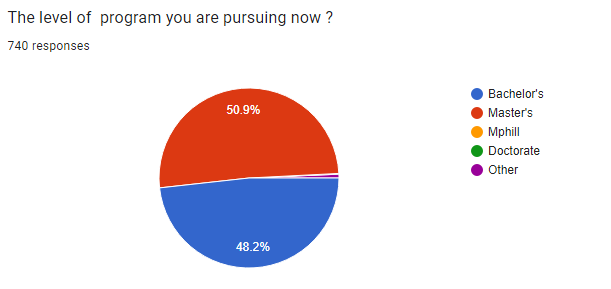 The level of  program you are pursuing now ?
740 responses
50.9%
48.2%
Bachelor's
Master's
Mphill
Doctorate
Other